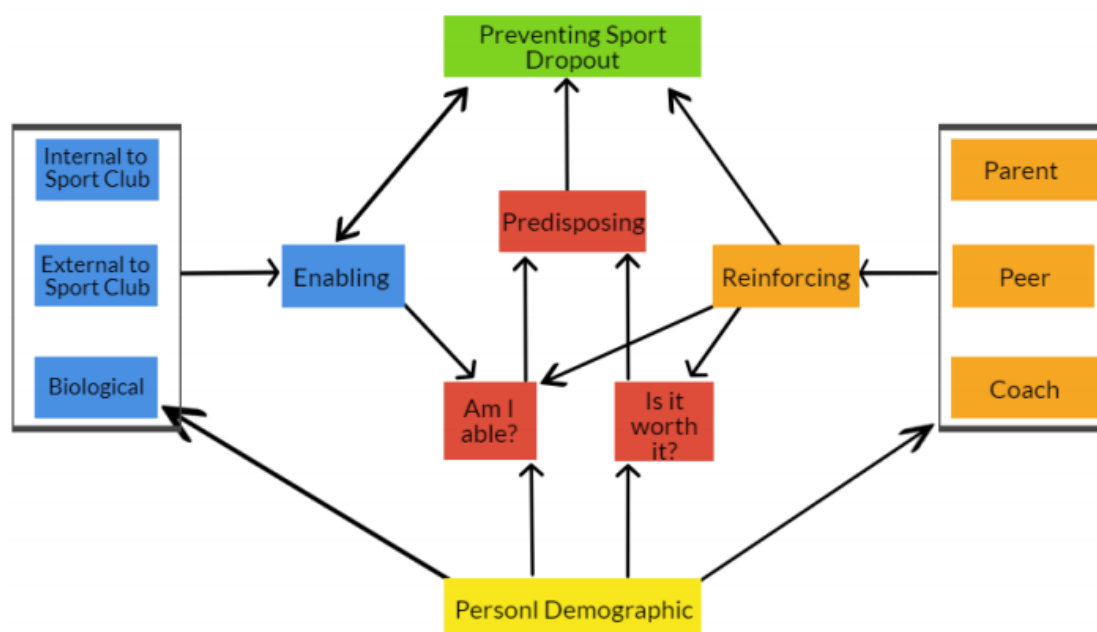 Preventing Sport
Dropout
Internal to
Sport Club
External to
Sport Club
Biological
Enabling
Predisposing
Reinforcing
Parent
Peer
Coach
Am I
able?
Is it
worth
it?
Personl Demographic